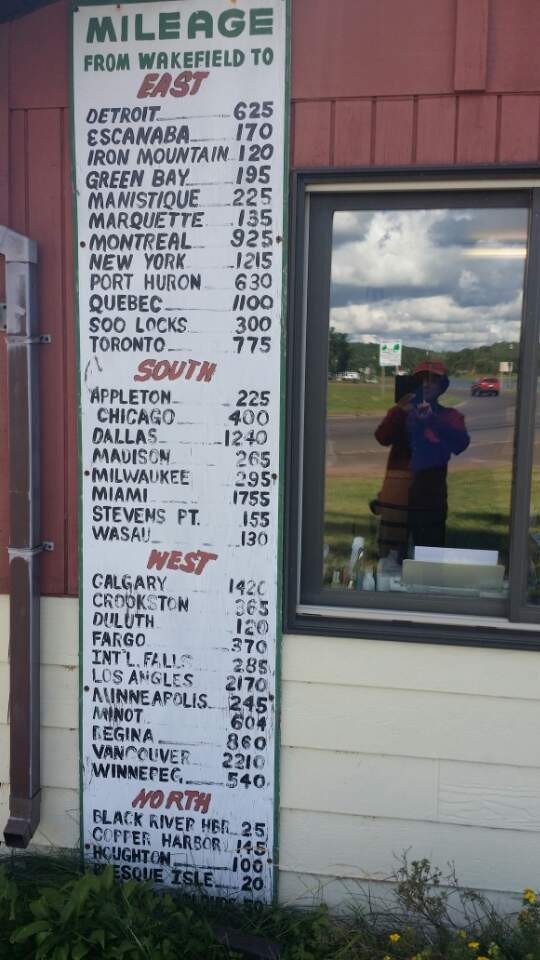 MILEAGE
FROM WAKEFIELD TO
EAST
DETROIT 625
ESCANABA 170
IRON MOUNTAIN 120
GREEN BAY 195
MANISTIQUE 225
MARQUETTE 135
MONTREAL 925
NEW YORK 1215
PORT HURON 630
QUEBEC 1100
SOO LOCKS 300
TORONTO 775
SOUTH
APPLETON 225
CHICAGO 400
DALLAS 1240
MADISON 265
MILWAUKEE 295
MIAMI 1755
STEVENS PT. 155
WASAU 130
WEST
CALGARY 1420
CROOKSTON 365
DULUTH 120
FARGO 370
INT'L. FALLS 285
LOS ANGLES 2170
MINNEAPOLIS 245
MINOT 604
REGINA 860
VANCOUVER 2210
WINNEPEG 540
NORTH
BLACK RIVER HBR 25
COPPER HARBOR 145
HOUGHTON 100
PRESQUE ISLE 20